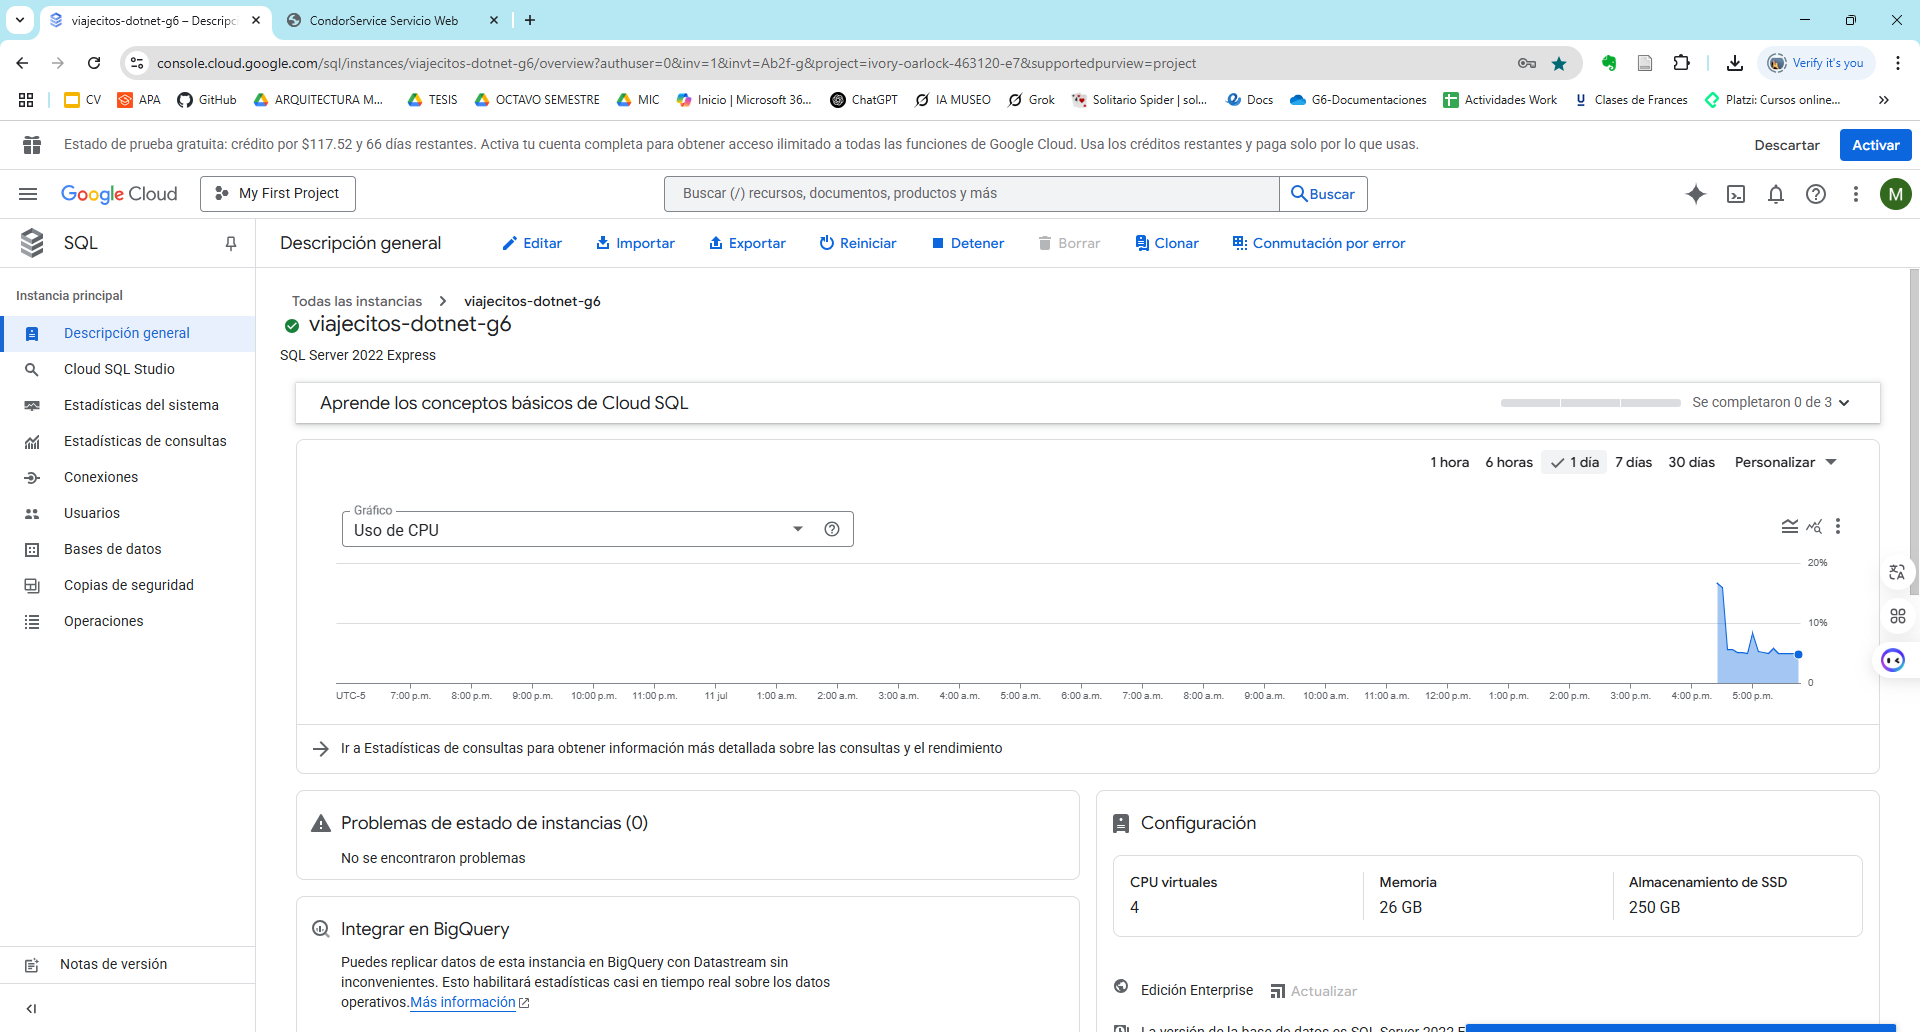 viajecitos-dotnet-g6 – Descripc
CondorService Servicio Web
console.cloud.google.com/sql/instances/viajecitos-dotnet-g6/overview?authuser=0&inv=1&invt=Ab2f-g&project=ivory-oarlock-463120-e7&supportedpurview=project
Verify it's you
CV
APA
GitHub
ARQUITECTURA M...
TESIS
OCTAVO SEMESTRE
MIC
Inicio | Microsoft 36...
ChatGPT
IA MUSEO
Grok
Solitario Spider | sol...
Docs
G6-Documentaciones
Actividades Work
Clases de Frances
Platzi: Cursos online...
Estado de prueba gratuita: crédito por $117.52 y 66 días restantes. Activa tu cuenta completa para obtener acceso ilimitado a todas las funciones de Google Cloud. Usa los créditos restantes y paga solo por lo que usas.
Descartar
Activar
Google Cloud
My First Project
Buscar (/) recursos, documentos, productos y más
Buscar
M
SQL
Descripción general
Editar
Importar
Exportar
Reiniciar
Detener
Borrar
Clonar
Conmutación por error
Instancia principal
Descripción general
Cloud SQL Studio
Estadísticas del sistema
Estadísticas de consultas
Conexiones
Usuarios
Bases de datos
Copias de seguridad
Operaciones
Notas de versión
Todas las instancias
viajecitos-dotnet-g6
viajecitos-dotnet-g6
SQL Server 2022 Express
Aprende los conceptos básicos de Cloud SQL
Se completaron 0 de 3
1 hora
6 horas
1 día
7 días
30 días
Personalizar
Gráfico
Uso de CPU
20%
10%
0
UTC-5
7:00 p.m.
8:00 p.m.
9:00 p.m.
10:00 p.m.
11:00 p.m.
11 jul
1:00 a.m.
2:00 a.m.
3:00 a.m.
4:00 a.m.
5:00 a.m.
6:00 a.m.
7:00 a.m.
8:00 a.m.
9:00 a.m.
10:00 a.m.
11:00 a.m.
12:00 p.m.
1:00 p.m.
2:00 p.m.
3:00 p.m.
4:00 p.m.
5:00 p.m.
Ir a Estadísticas de consultas para obtener información más detallada sobre las consultas y el rendimiento
Problemas de estado de instancias (0)
No se encontraron problemas
Integrar en BigQuery
Puedes replicar datos de esta instancia en BigQuery con Datastream sin
inconvenientes. Esto habilitará estadísticas casi en tiempo real sobre los datos
operativos.Más información
Configuración
CPU virtuales
4
Memoria
26 GB
Almacenamiento de SSD
250 GB
Edición Enterprise
Actualizar
La versión de la base de datos es SQL Server 2022 E